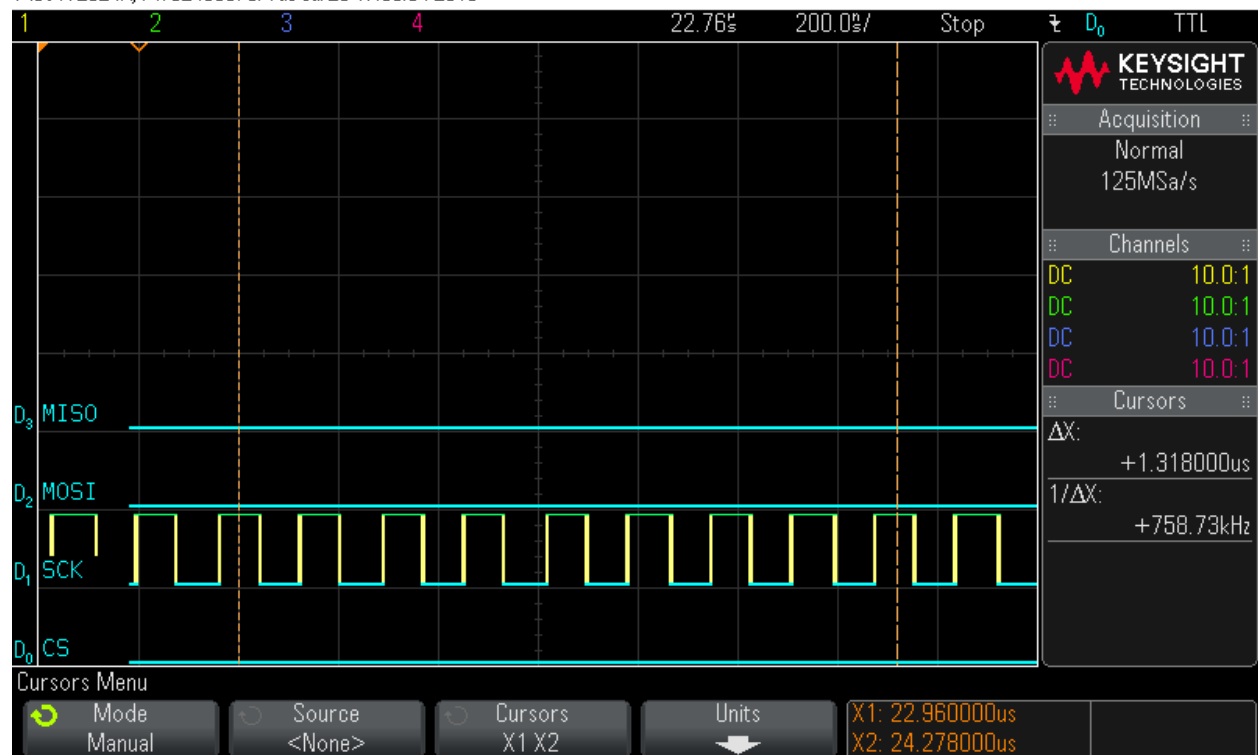 1 2 3 4 22.76us 200.0ns/ Stop D0 TTL
KEYSIGHT
TECHNOLOGIES
Acquisition
Normal
125MSa/s
Channels
DC 10.0:1
DC 10.0:1
DC 10.0:1
DC 10.0:1
Cursors
ΔX:
+1.318000us
1/ΔX:
+758.73kHz
D3 MISO
D2 MOSI
D1 SCK
D0 CS
Cursors Menu
Mode
Manual
Source
<None>
Cursors
X1 X2
Units
X1: 22.960000us
X2: 24.278000us